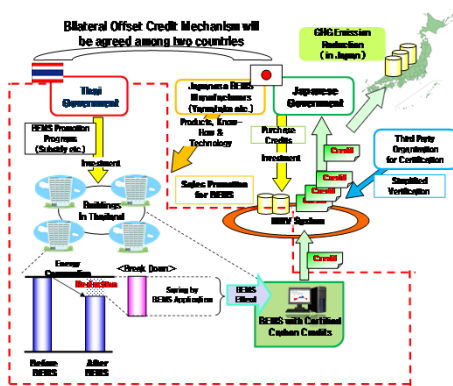 Bilateral Offset Credit Mechanism will
be agreed among two countries
GHG Emission
Reduction
(in Japan)
Thai
Government
Japanese BEMS
Manufacturers
(Yamatake etc.)
Japanese
Government
BEMS Promotion
Programs
(Subsidy etc.)
Products, Know-
How &
Technology
Purchase
Credits
Credit
Third Party
Organization
for Certification
Investment
Investment
Credit
Simplified
Verification
Sales Promotion
for BEMS
Credit
Credit
Buildings
In Thailand
MRV System
Energy
Consumption
<Break Down>
Credit
Reduction
Saving by
BEMS Application
BEMS
Effect
BEMS with Certified
Carbon Credits
Before
BEMS
After
BEMS